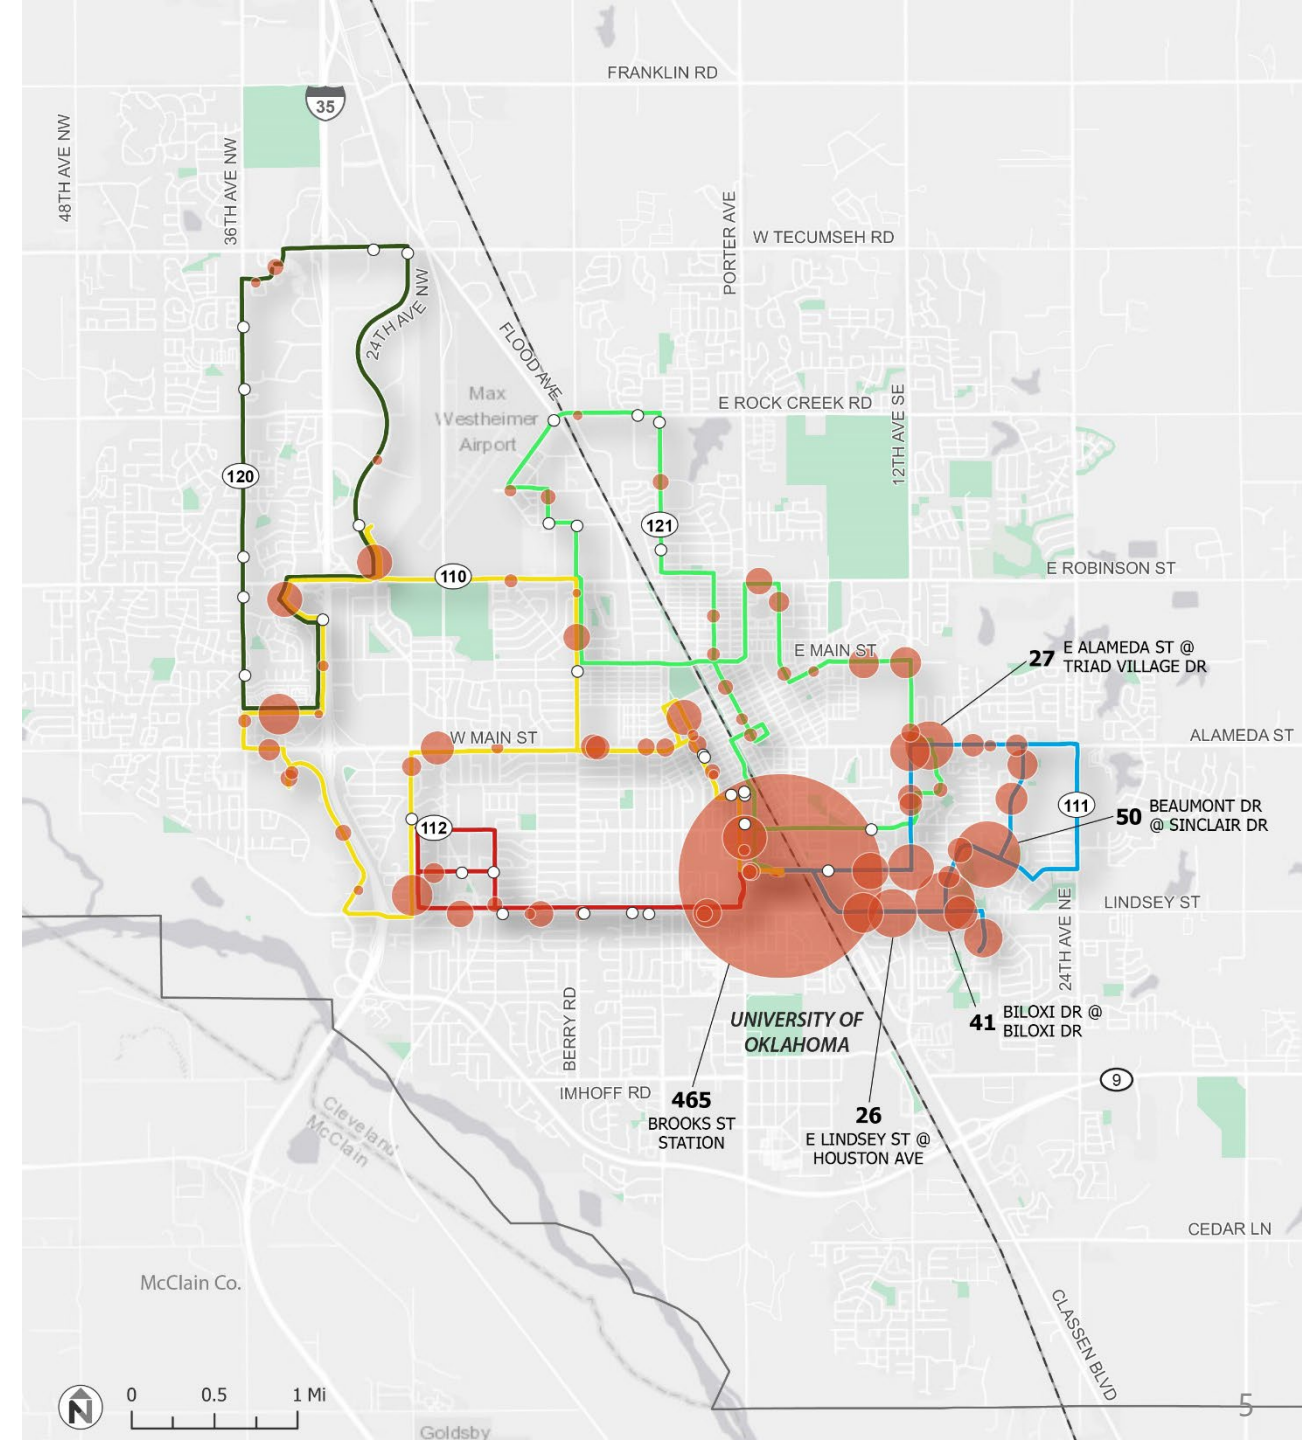 FRANKLIN RD
35
48TH AVE NW
36TH AVE NW
PORTER AVE
W TECUMSEH RD
24TH AVE NW
FLOOD AVE
Max
Westheimer
Airport
E ROCK CREEK RD
12TH AVE SE
120
121
110
E ROBINSON ST
E MAIN ST
27
E ALAMEDA ST @
TRIAD VILLAGE DR
W MAIN ST
ALAMEDA ST
111
50
BEAUMONT DR
@ SINCLAIR DR
112
24TH AVE NE
LINDSEY ST
BERRY RD
UNIVERSITY OF
OKLAHOMA
41
BILOXI DR @
BILOXI DR
9
IMHOFF RD
465
BROOKS ST
STATION
26
E LINDSEY ST @
HOUSTON AVE
Cleveland
McClain
CEDAR LN
McClain Co.
CLASSEN BLVD
N
0 0.5 1 Mi
5
Goldsby